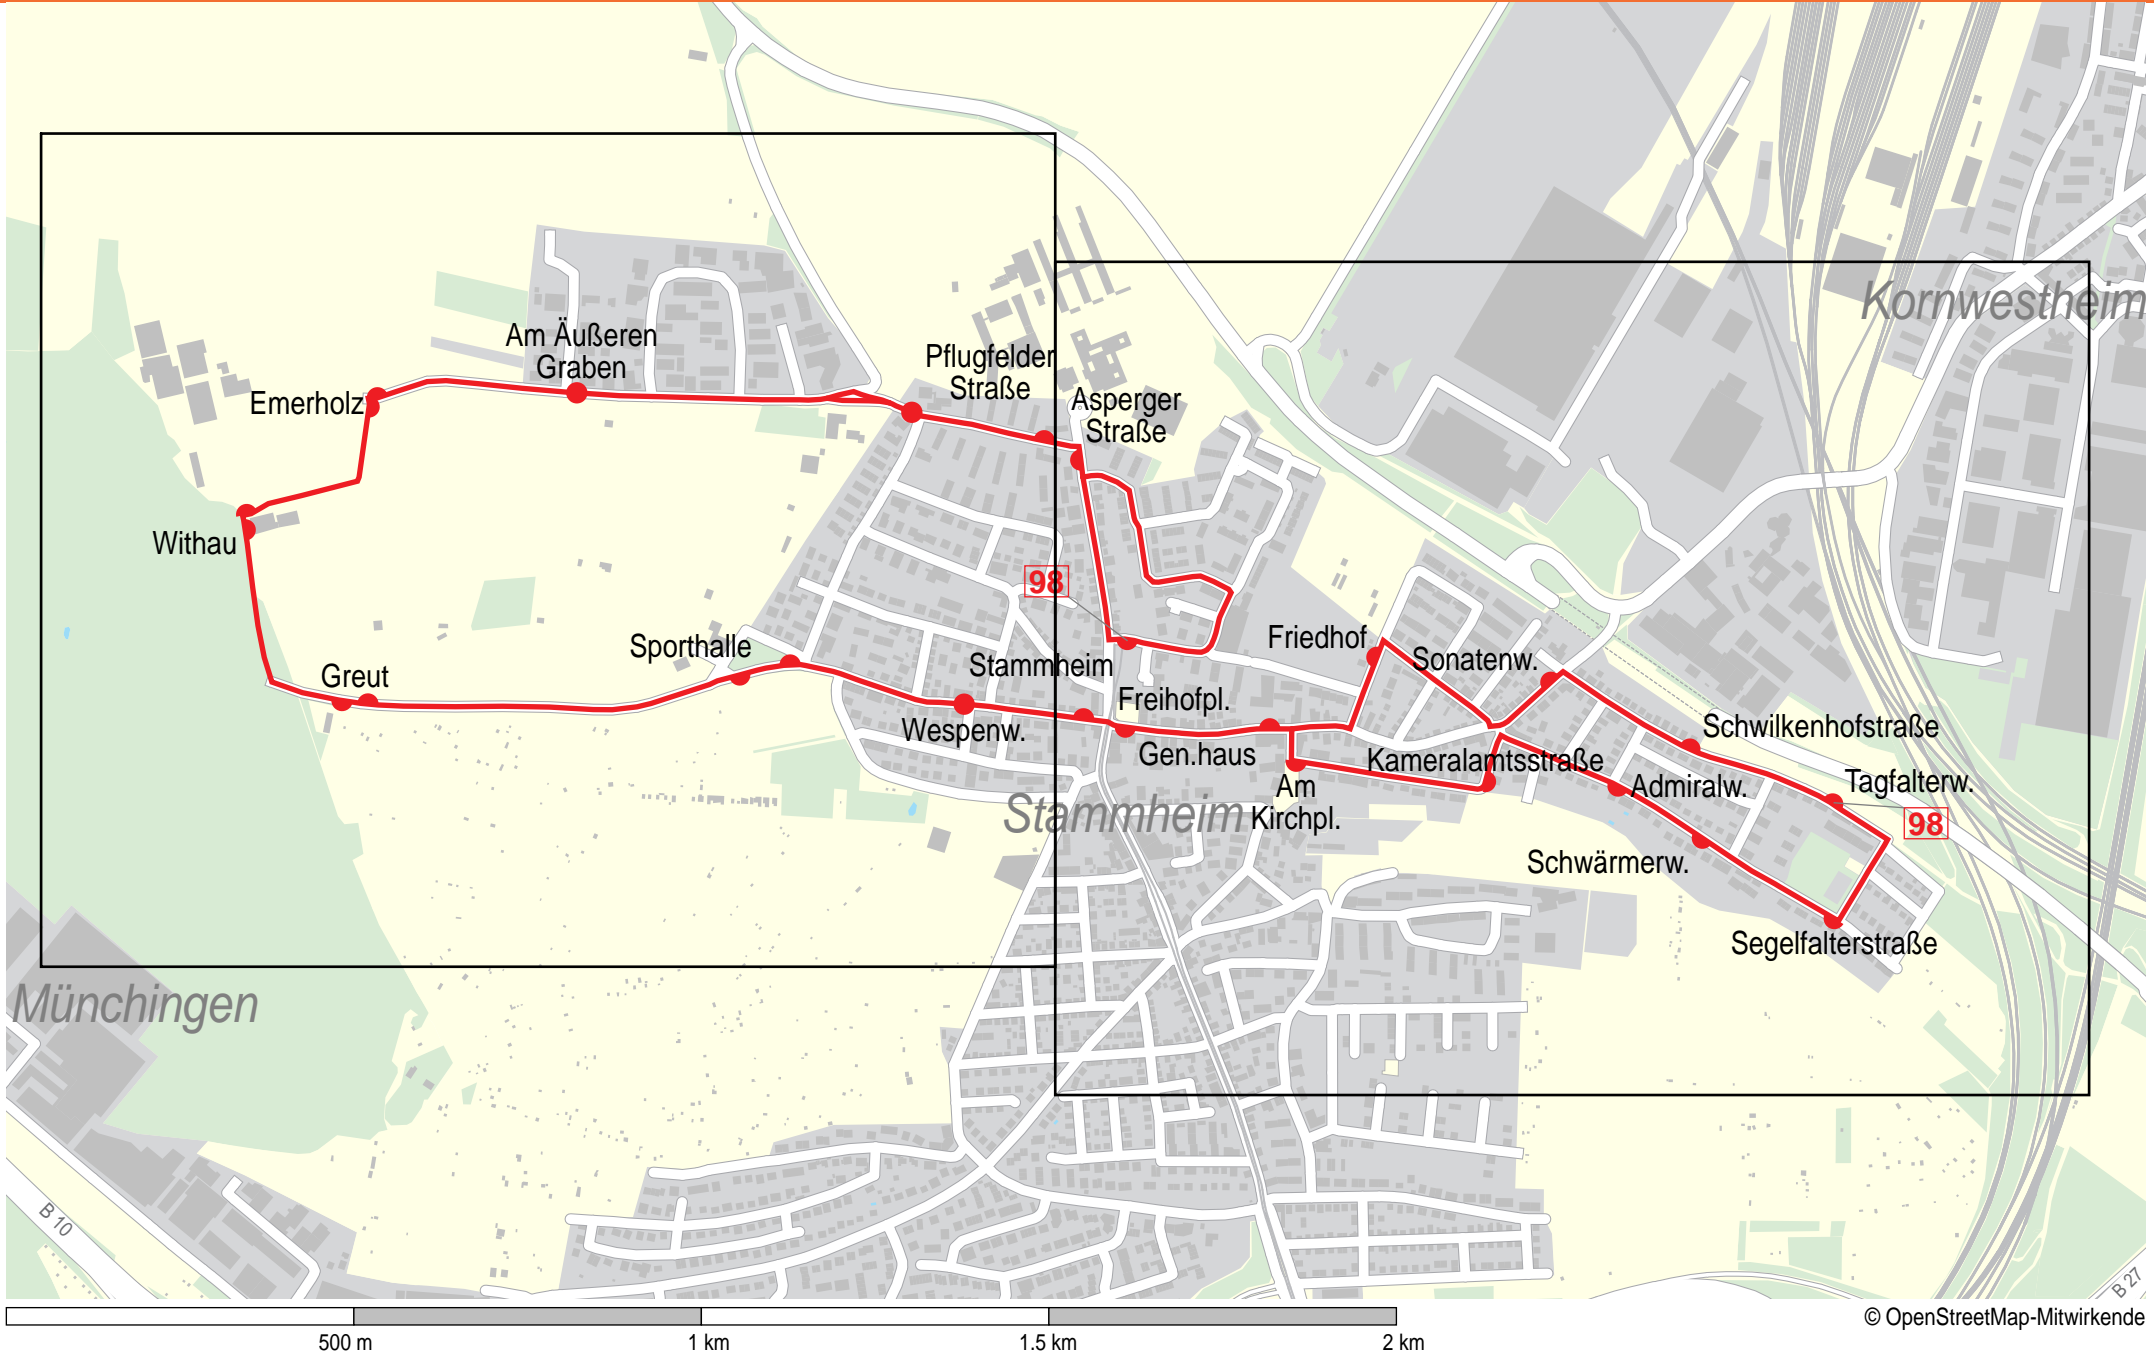 Kornwestheim
Am Äußeren
Graben
Pflugfelder
Straße
Emerholz
Asperger
Straße
Withau
98
Sporthalle
Greut
Stammheim
Friedhof
Sonatenw.
Freihofpl.
Wespenw.
Gen.haus
Kameralamtsstraße
Schwilkenhofstraße
Am
Kirchpl.
Admiralw.
Tagfalterw.
98
Stammheim
Schwärmerw.
Segelfalterstraße
Münchingen
B 10
B 27
500 m
1 km
1.5 km
2 km
© OpenStreetMap-Mitwirkende